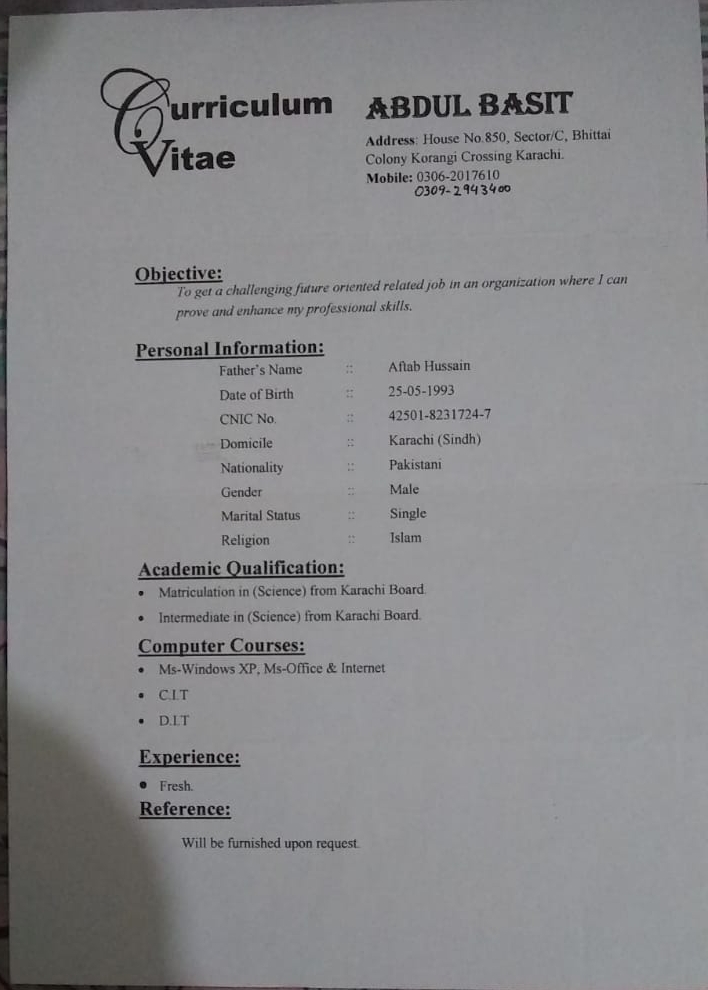 Curriculum Vitae
ABDUL BASIT
Address: House No.850, Sector/C, Bhittai
Colony Korangi Crossing Karachi.
Mobile: 0306-2017610
0309-2943400
Objective:
To get a challenging future oriented related job in an organization where I can
prove and enhance my professional skills.
Personal Information:
Father's Name :: Aftab Hussain
Date of Birth :: 25-05-1993
CNIC No. :: 42501-8231724-7
Domicile :: Karachi (Sindh)
Nationality :: Pakistani
Gender :: Male
Marital Status :: Single
Religion :: Islam
Academic Qualification:
• Matriculation in (Science) from Karachi Board.
• Intermediate in (Science) from Karachi Board.
Computer Courses:
• Ms-Windows XP, Ms-Office & Internet
• C.I.T
• D.I.T
Experience:
• Fresh.
Reference:
Will be furnished upon request.